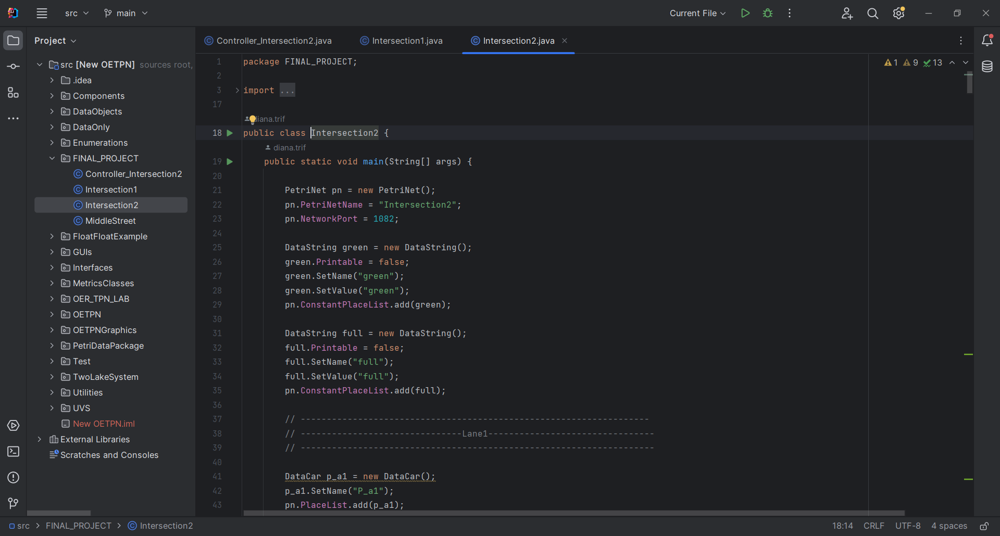 src main Current File
Project
src [New OETPN] sources root,
.idea
Components
DataObjects
DataOnly
Enumerations
FINAL_PROJECT
Controller_Intersection2
Intersection1
Intersection2
MiddleStreet
FloatFloatExample
GUIs
Interfaces
MetricsClasses
OER_TPN_LAB
OETPN
OETPNGraphics
PetriDataPackage
Test
TwoLakeSystem
Utilities
UVS
New OETPN.iml
External Libraries
Scratches and Consoles
Controller_Intersection2.java Intersection1.java Intersection2.java
1 9 13
1 package FINAL_PROJECT;
2
3 import ...
17
diana.trif
18 public class Intersection2 {
diana.trif
19 public static void main(String[] args) {
20
21 PetriNet pn = new PetriNet();
22 pn.PetriNetName = "Intersection2";
23 pn.NetworkPort = 1082;
24
25 DataString green = new DataString();
26 green.Printable = false;
27 green.SetName("green");
28 green.SetValue("green");
29 pn.ConstantPlaceList.add(green);
30
31 DataString full = new DataString();
32 full.Printable = false;
33 full.SetName("full");
34 full.SetValue("full");
35 pn.ConstantPlaceList.add(full);
36
37 // -------------------------------------------------------------------
38 // -------------------------------Lane1--------------------------------
39 // --------------------------------------------------------------------
40
41 DataCar p_a1 = new DataCar();
42 p_a1.SetName("P_a1");
43 pn.PlaceList.add(p_a1);
src > FINAL_PROJECT > Intersection2 18:14 CRLF UTF-8 4 spaces